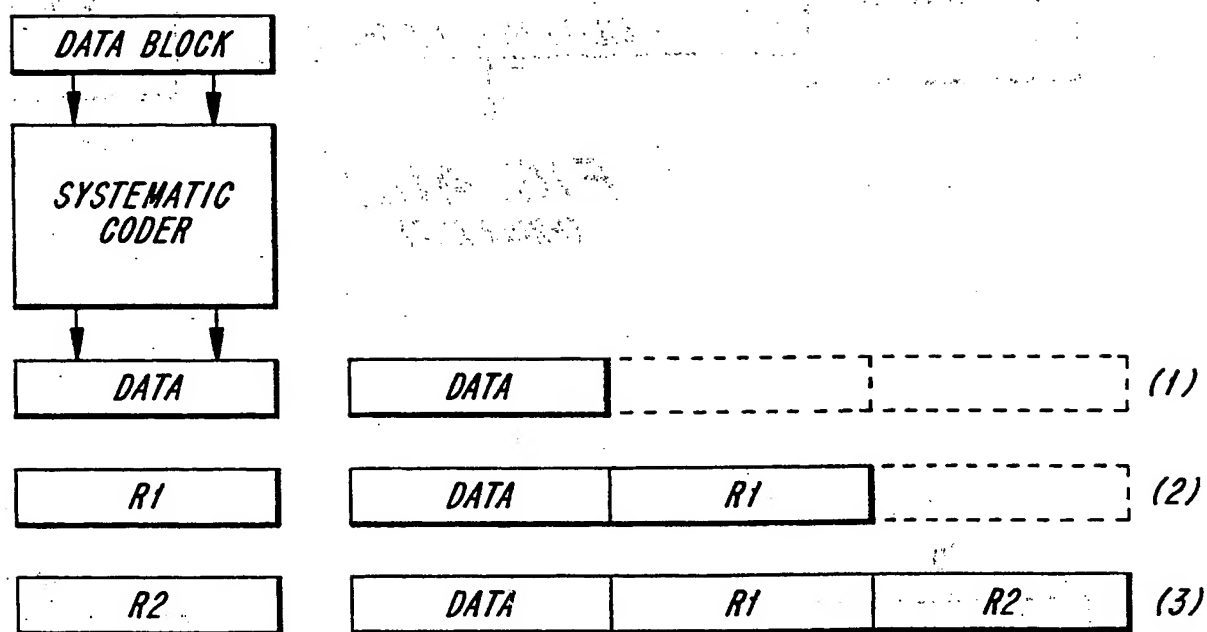 DATA BLOCK
SYSTEMATIC
CODER
DATA DATA (1)
R1 DATA R1 (2)
R2 DATA R1 R2 (3)